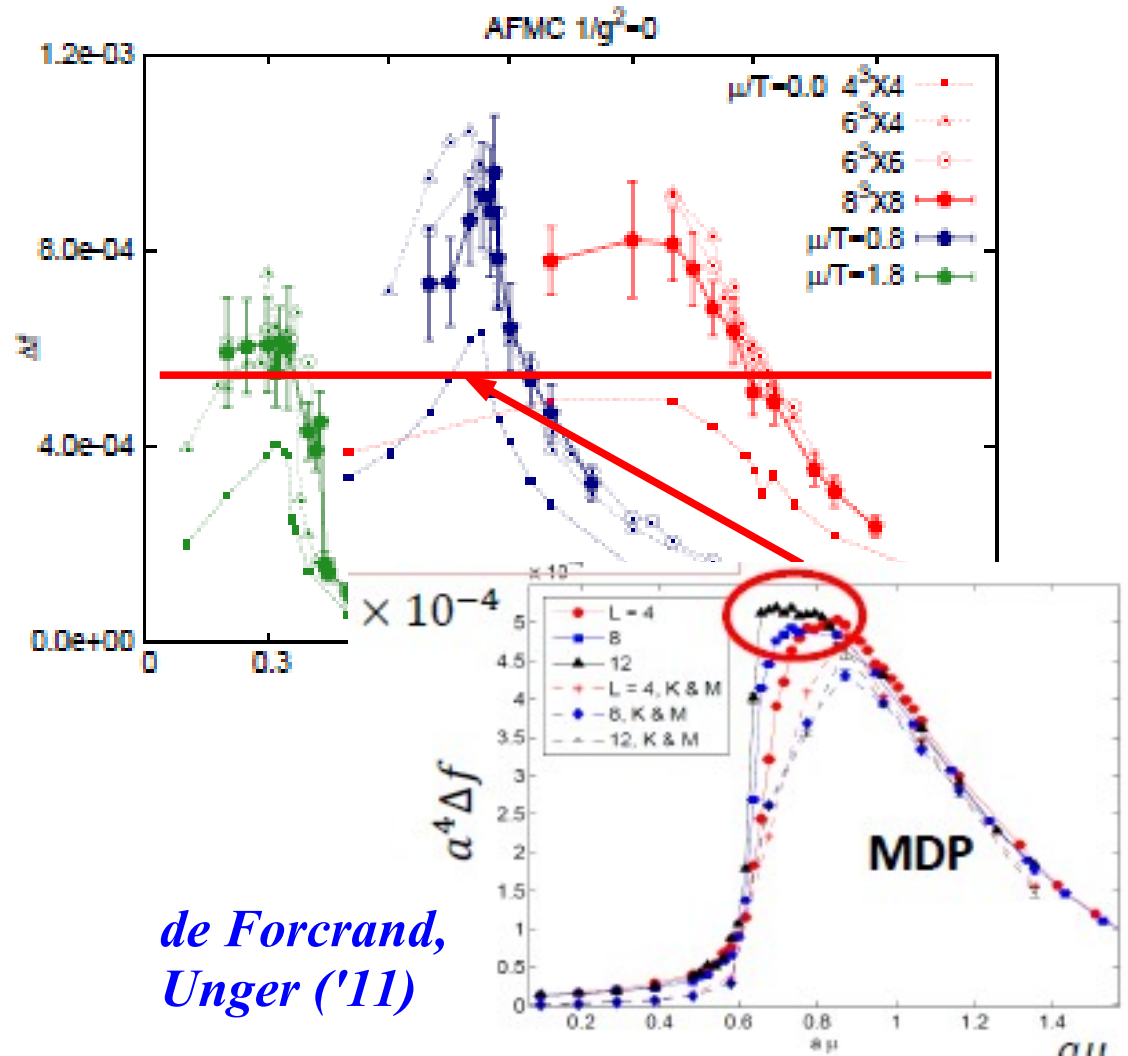 AFMC 1/g²=0
1.2e-03
8.0e-04
4.0e-04
0.0e+00
0
0.3
Δf
μ/T=0.0 4³X4
6³X4
6³X6
8³X8
μ/T=0.8
μ/T=1.8
× 10⁻⁴
L = 4
8
12
L = 4, K & M
8, K & M
12, K & M
5
4.5
4
3.5
3
2.5
2
1.5
1
0.5
0
a⁴Δf
MDP
0.2
0.4
0.6
0.8
1
1.2
1.4
a μ
aμ
de Forcrand,
Unger ('11)